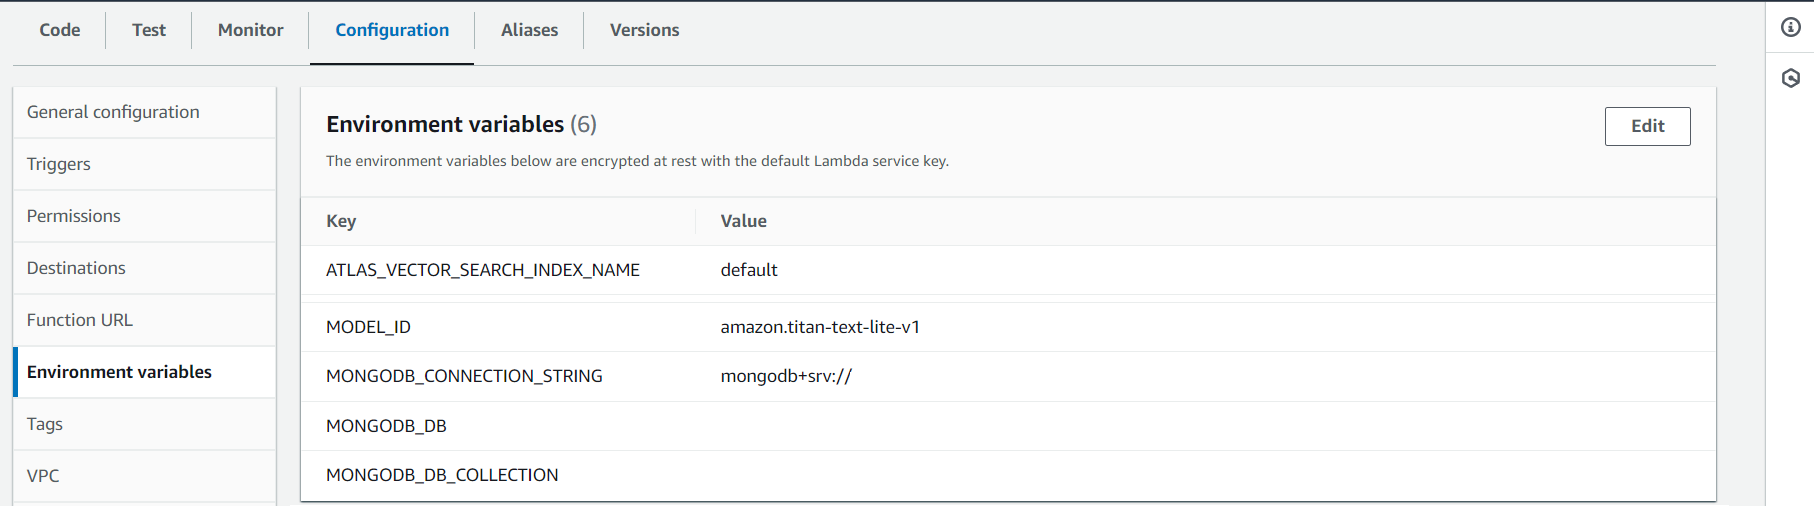 Code Test Monitor Configuration Aliases Versions
General configuration
Triggers
Permissions
Destinations
Function URL
Environment variables
Tags
VPC
Environment variables (6)
Edit
The environment variables below are encrypted at rest with the default Lambda service key.
Key Value
ATLAS_VECTOR_SEARCH_INDEX_NAME default
MODEL_ID amazon.titan-text-lite-v1
MONGODB_CONNECTION_STRING mongodb+srv://
MONGODB_DB
MONGODB_DB_COLLECTION